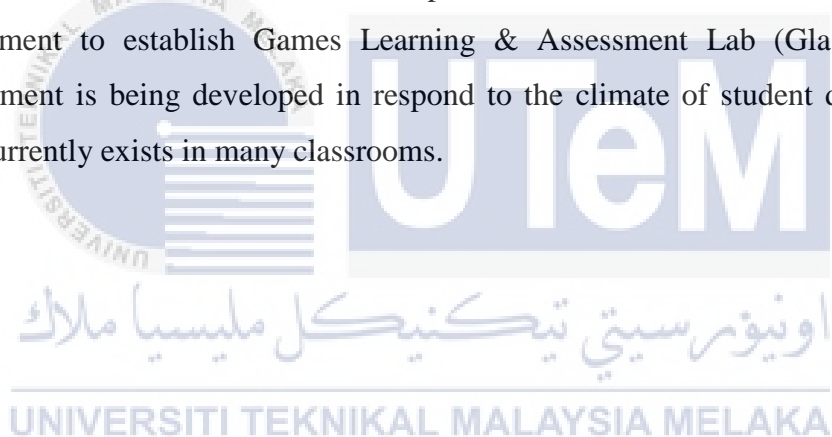 ment to establish Games Learning & Assessment Lab (Gla
ment is being developed in respond to the climate of student
urrently exists in many classrooms.
UTeM
اونيۏرسيتي تيكنيكل مليسيا ملاك
UNIVERSITI TEKNIKAL MALAYSIA MELAKA